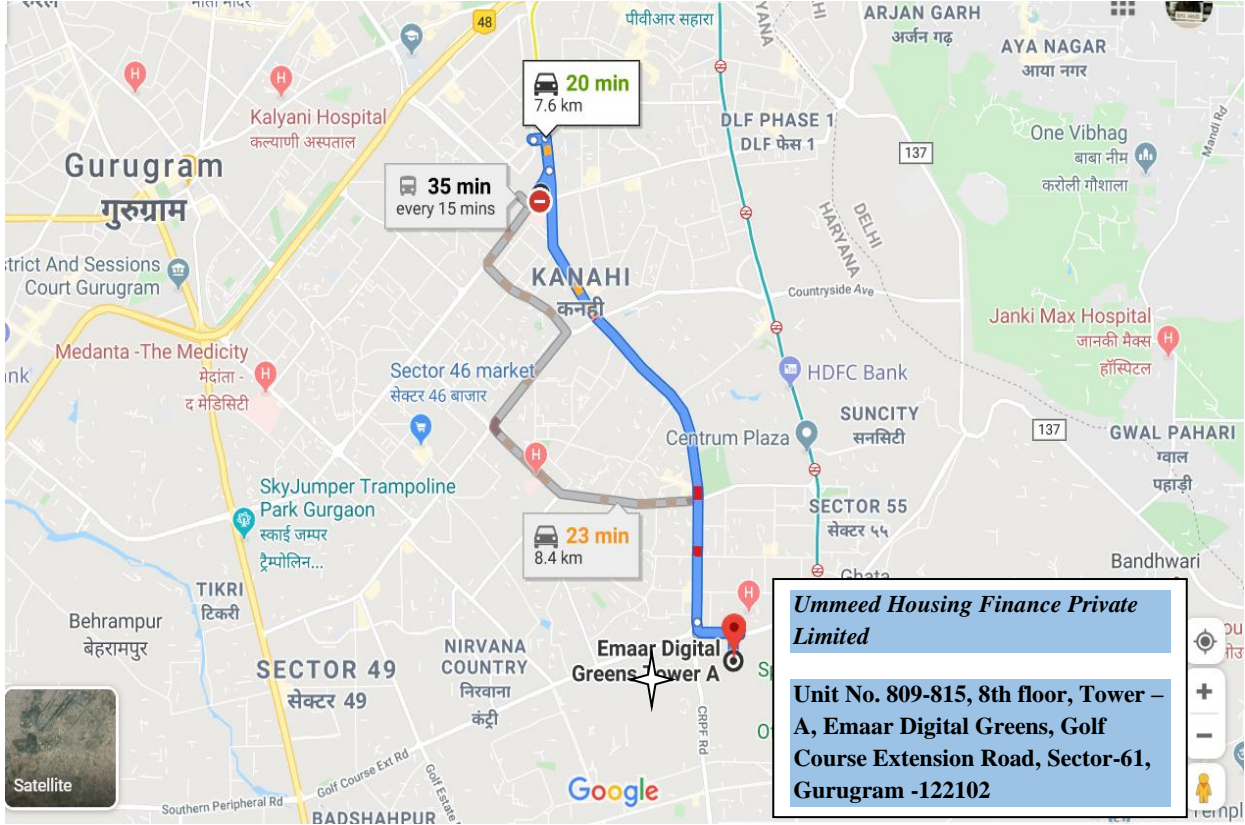 माता मंदिर
48
पीवीआर सहारा
ARJAN GARH
अर्जन गढ़
AYA NAGAR
आया नगर
20 min
7.6 km
Kalyani Hospital
कल्याणी अस्पताल
DLF PHASE 1
DLF फेस 1
137
One Vibhag
बाबा नीम
करोली गौशाला
Mandi Rd
Gurugram
गुरुग्राम
35 min
every 15 mins
DELHI
HARYANA
strict And Sessions
Court Gurugram
KANAHI
कनही
Countryside Ave
Janki Max Hospital
जानकी मैक्स
हॉस्पिटल
Medanta -The Medicity
मेदांता -
द मेडिसिटी
Sector 46 market
सेक्टर 46 बाजार
HDFC Bank
SUNCITY
सनसिटी
Centrum Plaza
137
GWAL PAHARI
ग्वाल
पहाड़ी
SkyJumper Trampoline
Park Gurgaon
स्काई जम्पर
ट्रैम्पोलिन...
SECTOR 55
सेक्टर ५५
23 min
8.4 km
Bandhwari
Ghata
TIKRI
टिकरी
Behrampur
बेहरामपुर
NIRVANA
COUNTRY
निरवाना
कंट्री
Emaar Digital
Greens Tower A
SECTOR 49
सेक्टर 49
CRPF Rd
Ummeed Housing Finance Private
Limited
Unit No. 809-815, 8th floor, Tower –
A, Emaar Digital Greens, Golf
Course Extension Road, Sector-61,
Gurugram -122102
Satellite
Golf Course Ext Rd
Golf Estate
Southern Peripheral Rd
BADSHAHPUR
Google